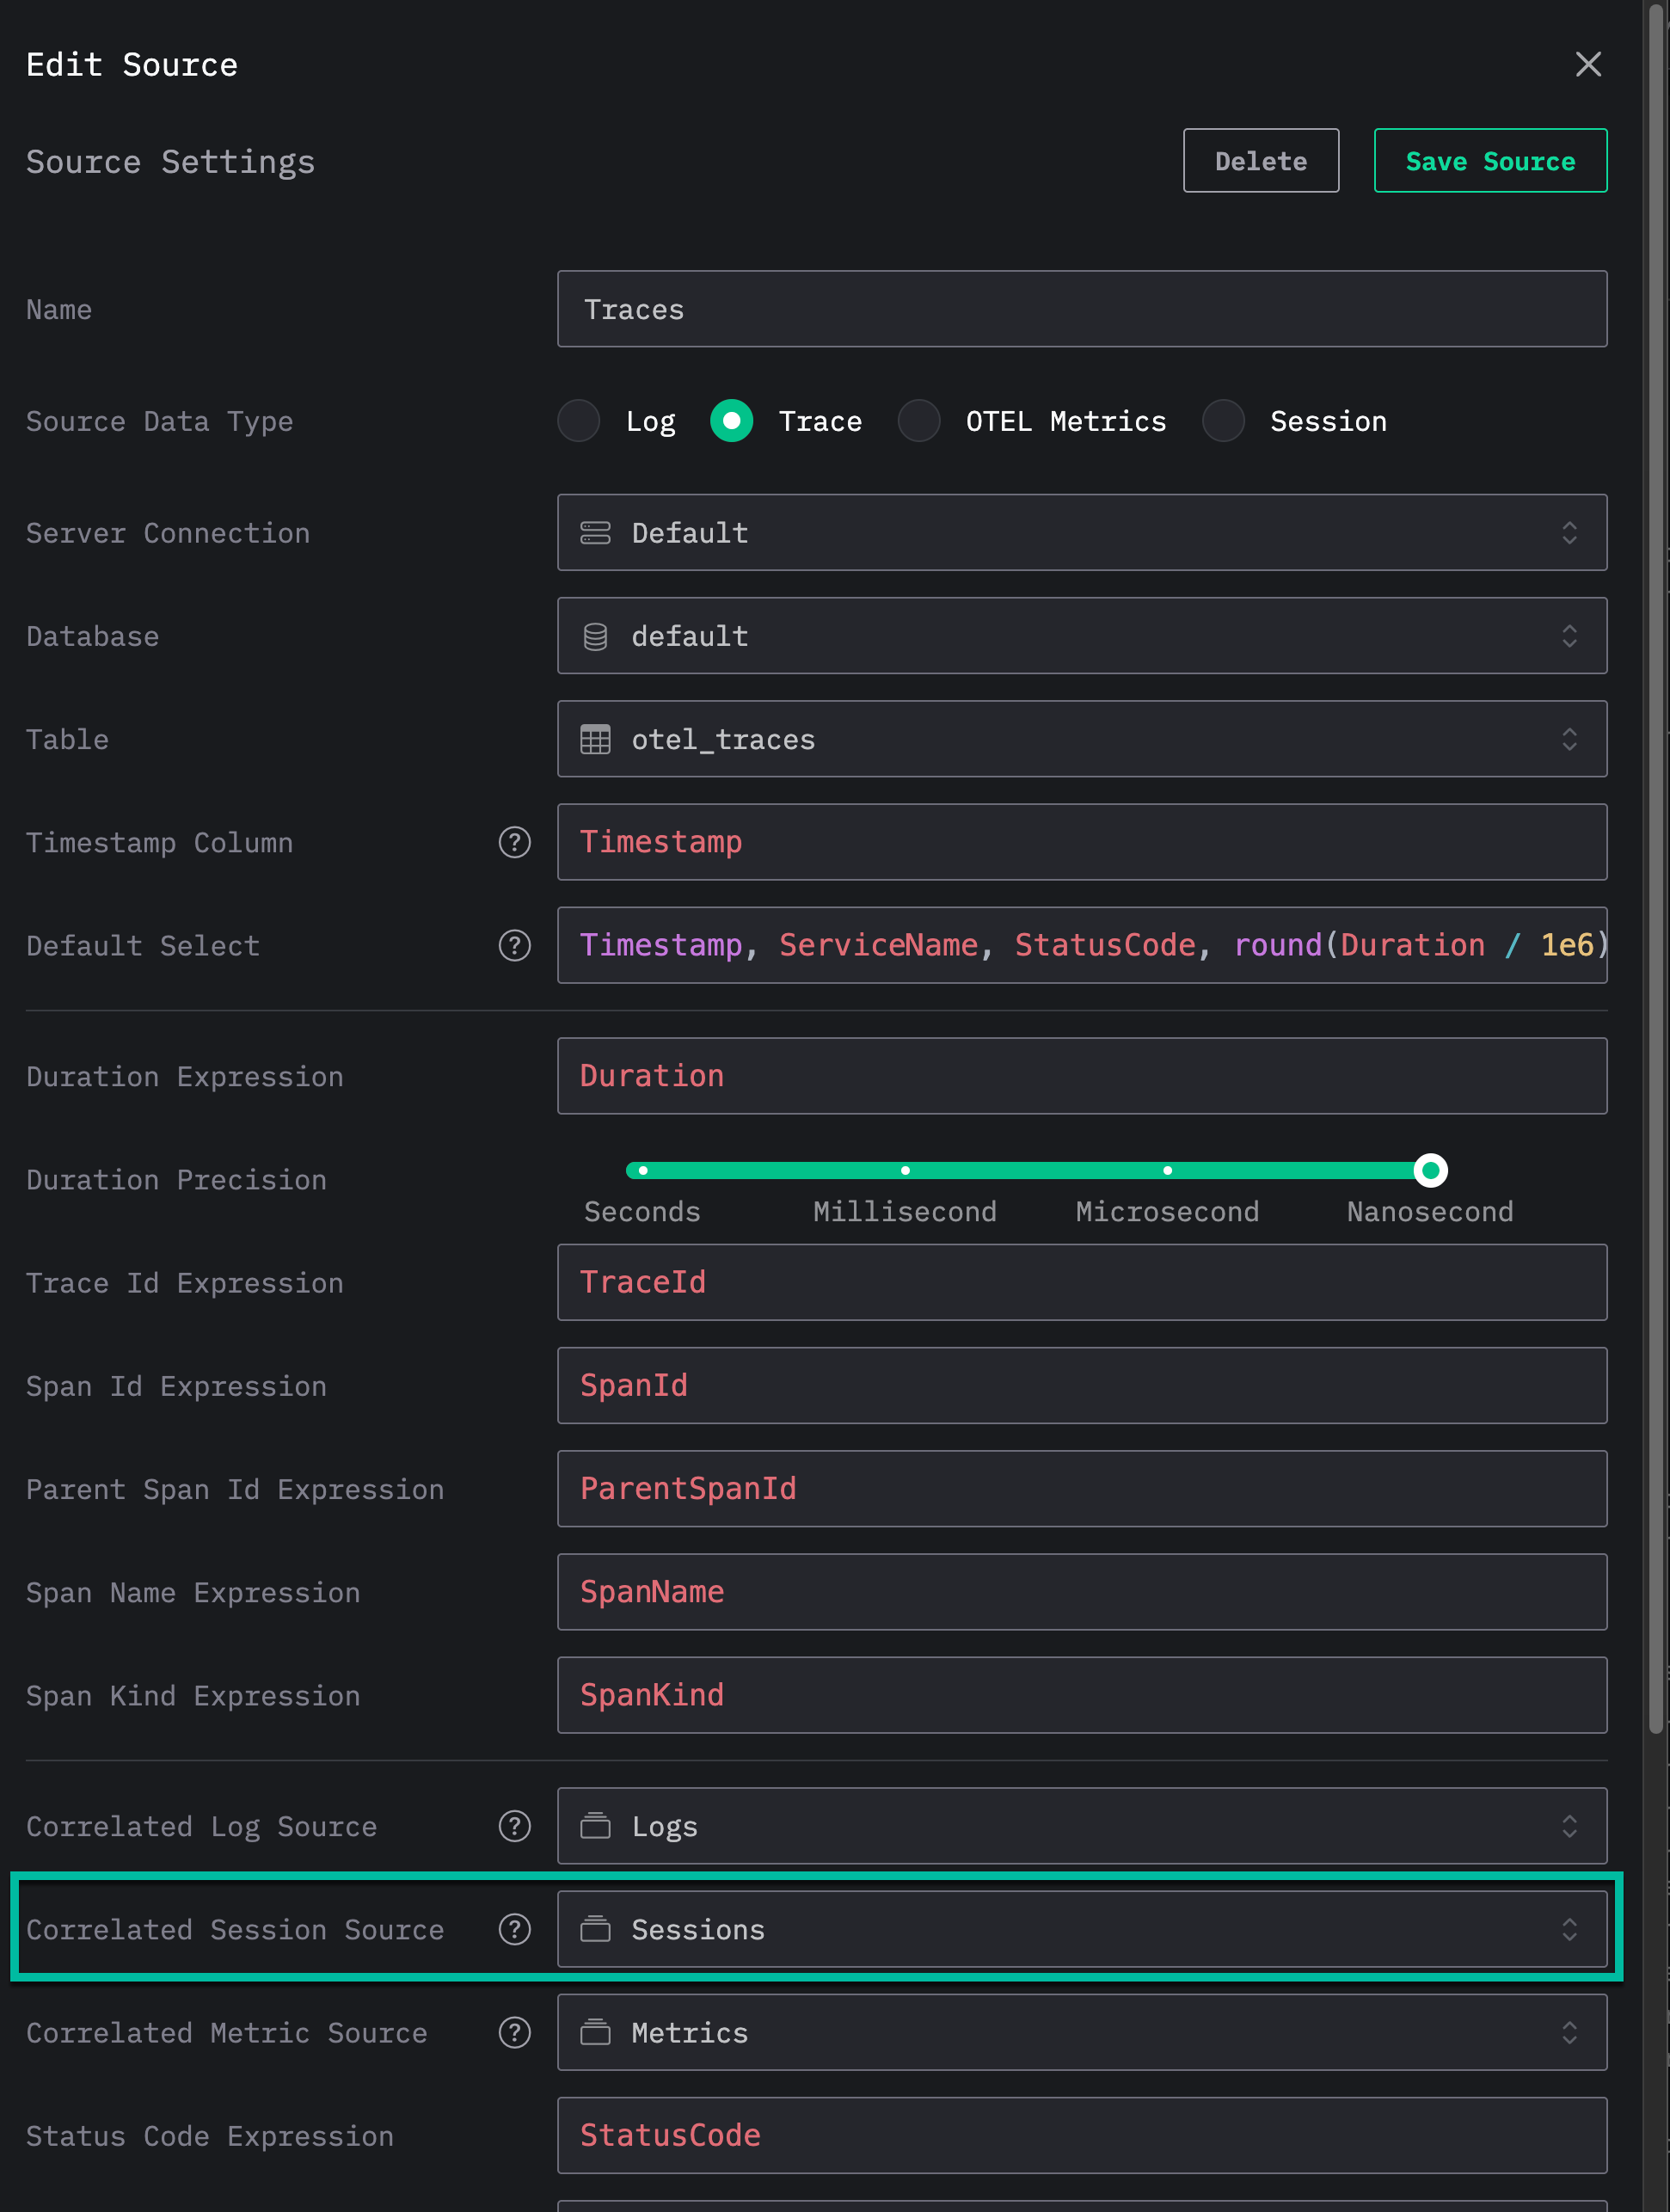 Edit Source
Source Settings
Delete
Save Source
Name
Traces
Source Data Type
Log
Trace
OTEL Metrics
Session
Server Connection
Default
Database
default
Table
otel_traces
Timestamp Column
?
Timestamp
Default Select
?
Timestamp, ServiceName, StatusCode, round(Duration / 1e6)
Duration Expression
Duration
Duration Precision
Seconds
Millisecond
Microsecond
Nanosecond
Trace Id Expression
TraceId
Span Id Expression
SpanId
Parent Span Id Expression
ParentSpanId
Span Name Expression
SpanName
Span Kind Expression
SpanKind
Correlated Log Source
?
Logs
Correlated Session Source
?
Sessions
Correlated Metric Source
?
Metrics
Status Code Expression
StatusCode